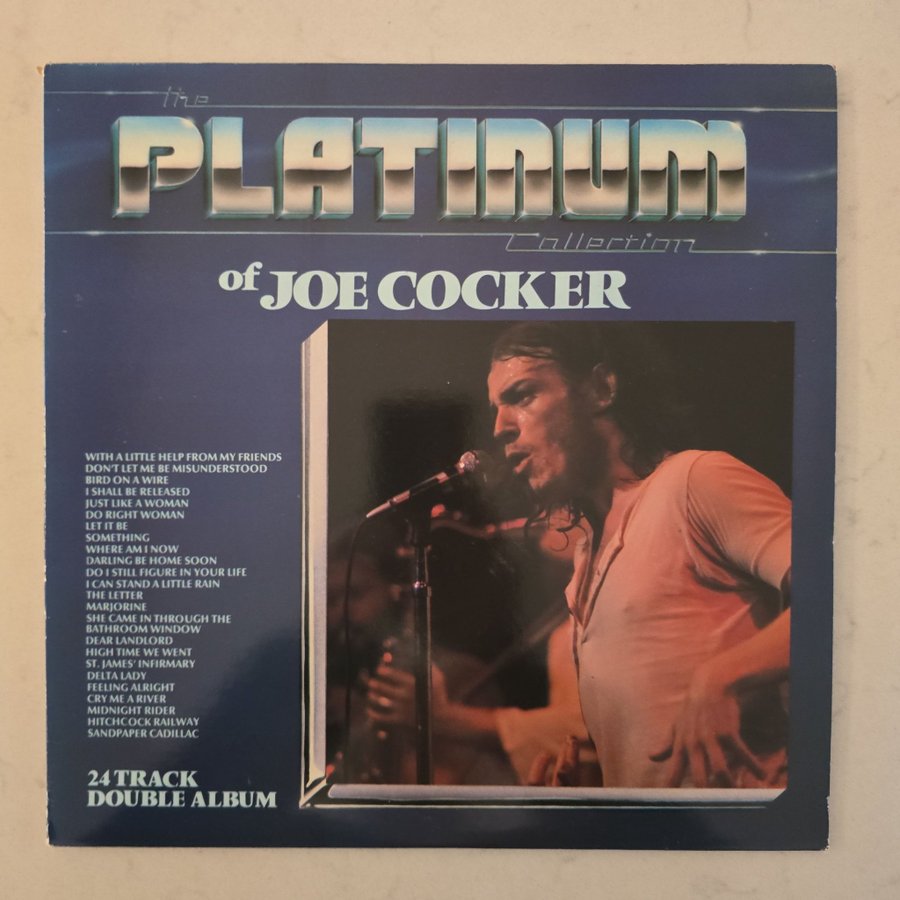 the
PLATINUM
Collection
of JOE COCKER
WITH A LITTLE HELP FROM MY FRIENDS
DON'T LET ME BE MISUNDERSTOOD
BIRD ON A WIRE
I SHALL BE RELEASED
JUST LIKE A WOMAN
DO RIGHT WOMAN
LET IT BE
SOMETHING
WHERE AM I NOW
DARLING BE HOME SOON
DO I STILL FIGURE IN YOUR LIFE
I CAN STAND A LITTLE RAIN
THE LETTER
MARJORINE
SHE CAME IN THROUGH THE
BATHROOM WINDOW
DEAR LANDLORD
HIGH TIME WE WENT
ST. JAMES' INFIRMARY
DELTA LADY
FEELING ALRIGHT
CRY ME A RIVER
MIDNIGHT RIDER
HITCHCOCK RAILWAY
SANDPAPER CADILLAC
24 TRACK
DOUBLE ALBUM